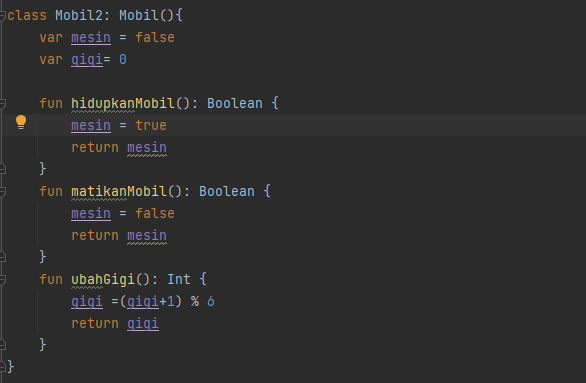 class Mobil2: Mobil(){
var mesin = false
var gigi= 0
fun hidupkanMobil(): Boolean {
mesin = true
return mesin
}
fun matikanMobil(): Boolean {
mesin = false
return mesin
}
fun ubahGigi(): Int {
gigi =(gigi+1) % 6
return gigi
}
}